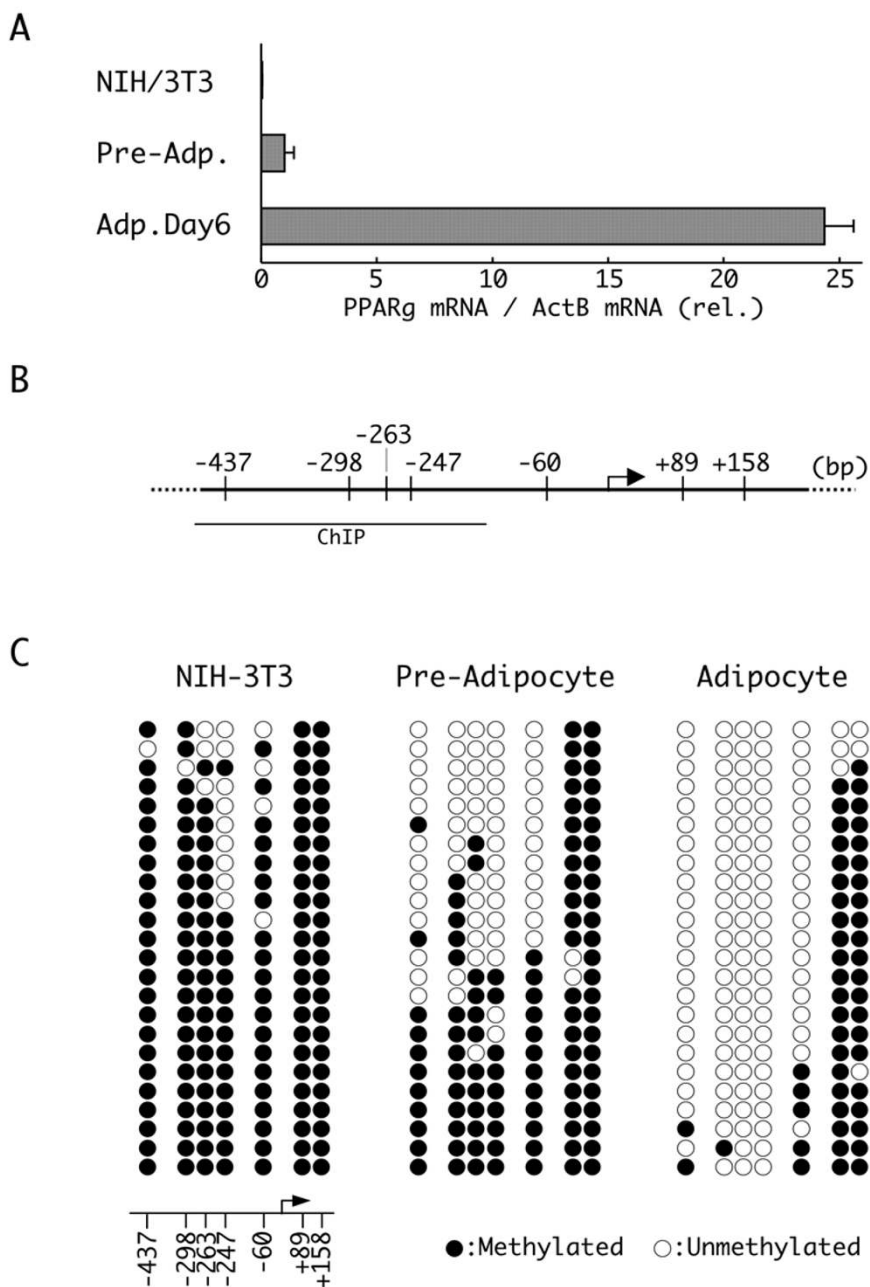 A
NIH/3T3
Pre-Adp.
Adp.Day6
0 5 10 15 20 25
PPARg mRNA / ActB mRNA (rel.)
B
-263
-437 -298 -247 -60 +89 +158 (bp)
ChIP
C
NIH-3T3 Pre-Adipocyte Adipocyte
-437 -298 -263 -247 -60 +89 +158
:Methylated :Unmethylated